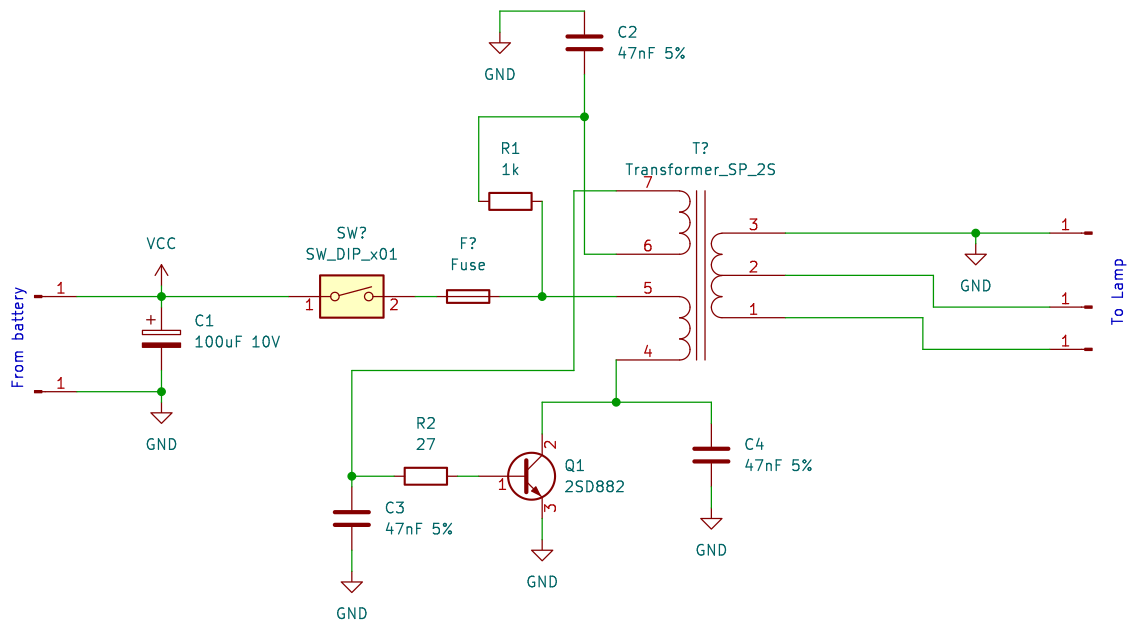 C2
47nF 5%
GND
R1
1k
T?
Transformer_SP_2S
7
6
5
4
3
2
1
VCC
SW?
SW_DIP_x01
1
2
F?
Fuse
1
+
C1
100uF 10V
1
GND
From battery
GND
1
1
1
To Lamp
R2
27
1
2
3
Q1
2SD882
GND
C4
47nF 5%
GND
C3
47nF 5%
GND